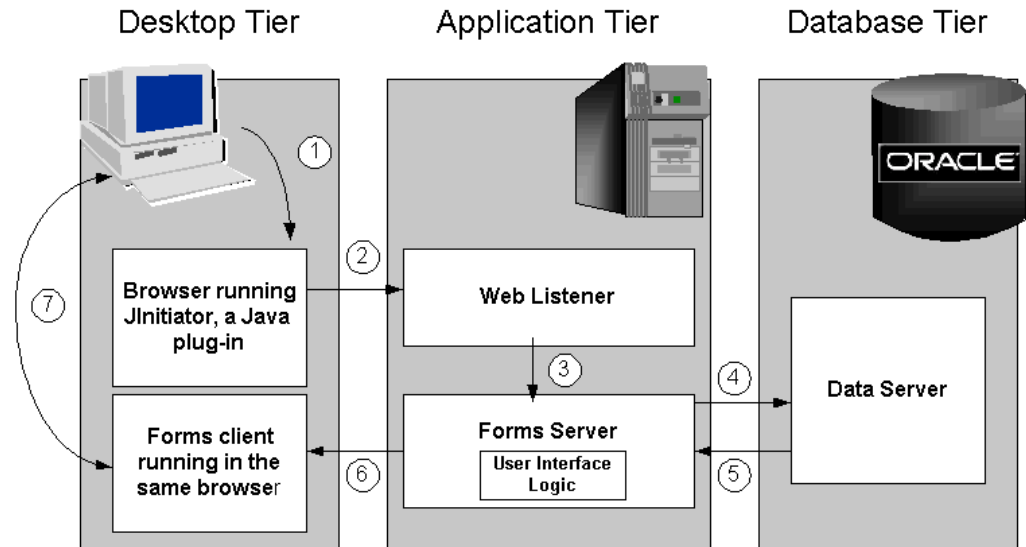 Desktop Tier
Application Tier
Database Tier
ORACLE
1
2
Browser running
JInitiator, a Java
plug-in
Web Listener
7
3
4
Data Server
Forms client
running in the
same browser
6
Forms Server
User Interface
Logic
5